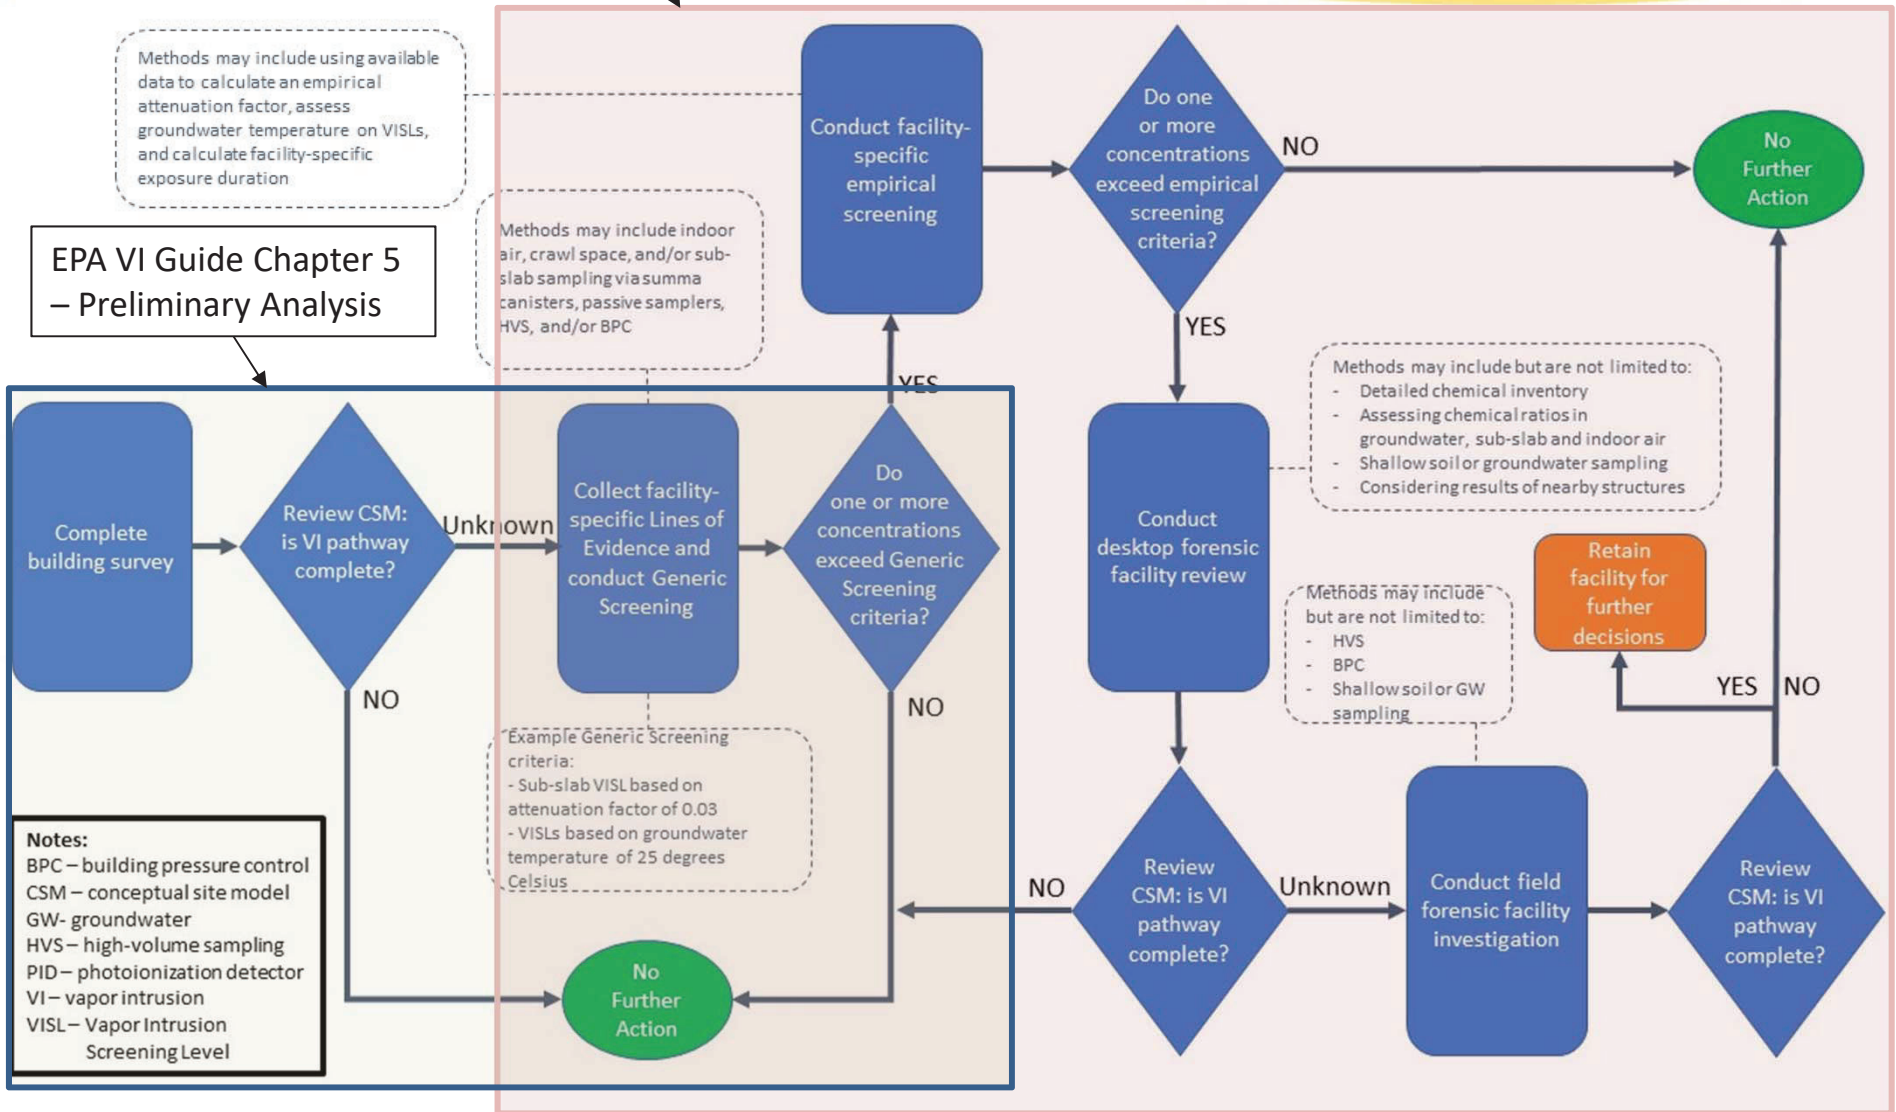 Methods may include using available
data to calculate an empirical
attenuation factor, assess
groundwater temperature on VISLs,
and calculate facility-specific
exposure duration
Conduct facility-
specific
empirical
screening
Do one
or more
concentrations
exceed empirical
screening
criteria?
NO
No
Further
Action
EPA VI Guide Chapter 5
– Preliminary Analysis
Methods may include indoor
air, crawl space, and/or sub-
slab sampling via summa
canisters, passive samplers,
HVS, and/or BPC
YES
YES
Methods may include but are not limited to:
- Detailed chemical inventory
- Assessing chemical ratios in
groundwater, sub-slab and indoor air
- Shallow soil or groundwater sampling
- Considering results of nearby structures
Complete
building survey
Review CSM:
is VI pathway
complete?
Unknown
Collect facility-
specific Lines of
Evidence and
conduct Generic
Screening
Do
one or more
concentrations
exceed Generic
Screening
criteria?
Conduct
desktop forensic
facility review
Retain
facility for
further
decisions
Methods may include
but are not limited to:
- HVS
- BPC
- Shallow soil or GW
sampling
YES
NO
NO
NO
Example Generic Screening
criteria:
- Sub-slab VISL based on
attenuation factor of 0.03
- VISLs based on groundwater
temperature of 25 degrees
Celsius
Notes:
BPC – building pressure control
CSM – conceptual site model
GW- groundwater
HVS – high-volume sampling
PID – photoionization detector
VI – vapor intrusion
VISL – Vapor Intrusion
Screening Level
No
Further
Action
NO
Review
CSM: is VI
pathway
complete?
Unknown
Conduct field
forensic facility
investigation
Review
CSM: is VI
pathway
complete?